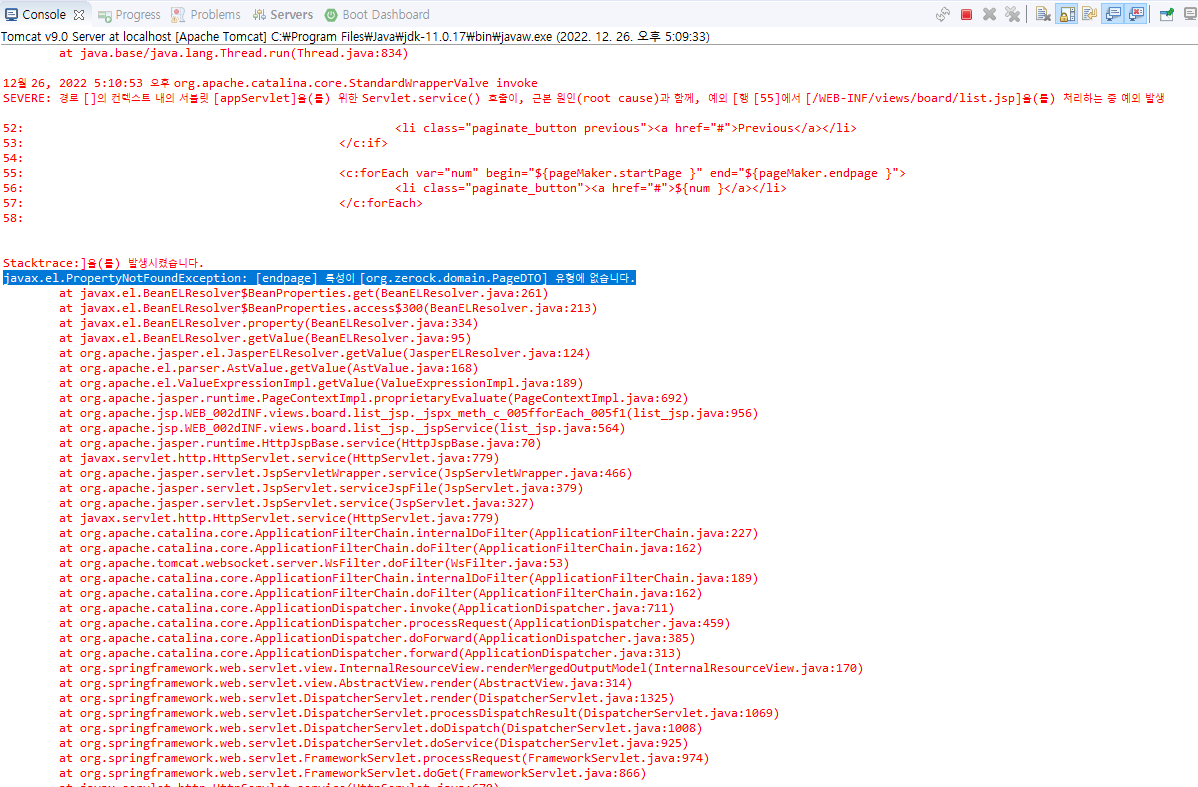 Console Progress Problems Servers Boot Dashboard
Tomcat v9.0 Server at localhost [Apache Tomcat] C:₩Program Files₩Java₩jdk-11.0.17₩bin₩javaw.exe (2022. 12. 26. 오후 5:09:33)
at java.base/java.lang.Thread.run(Thread.java:834)
12월 26, 2022 5:10:53 오후 org.apache.catalina.core.StandardWrapperValve invoke
SEVERE: 경로 []의 컨텍스트 내의 서블릿 [appServlet]을(를) 위한 Servlet.service() 호출이, 근본 원인(root cause)과 함께, 예외 [행 [55]에서 [/WEB-INF/views/board/list.jsp]을(를) 처리하는 중 예외 발생
52: <li class="paginate_button previous"><a href="#">Previous</a></li>
53: </c:if>
54:
55: <c:forEach var="num" begin="${pageMaker.startPage }" end="${pageMaker.endpage }">
56: <li class="paginate_button"><a href="#">${num }</a></li>
57: </c:forEach>
58:
Stacktrace:]을(를) 발생시켰습니다.
javax.el.PropertyNotFoundException: [endpage] 특성이 [org.zerock.domain.PageDTO] 유형에 없습니다.
at javax.el.BeanELResolver$BeanProperties.get(BeanELResolver.java:261)
at javax.el.BeanELResolver$BeanProperties.access$300(BeanELResolver.java:213)
at javax.el.BeanELResolver.property(BeanELResolver.java:334)
at javax.el.BeanELResolver.getValue(BeanELResolver.java:95)
at org.apache.jasper.el.JasperELResolver.getValue(JasperELResolver.java:124)
at org.apache.el.parser.AstValue.getValue(AstValue.java:168)
at org.apache.el.ValueExpressionImpl.getValue(ValueExpressionImpl.java:189)
at org.apache.jasper.runtime.PageContextImpl.proprietaryEvaluate(PageContextImpl.java:692)
at org.apache.jsp.WEB_002dINF.views.board.list_jsp._jspx_meth_c_005fforEach_005f1(list_jsp.java:956)
at org.apache.jsp.WEB_002dINF.views.board.list_jsp._jspService(list_jsp.java:564)
at org.apache.jasper.runtime.HttpJspBase.service(HttpJspBase.java:70)
at javax.servlet.http.HttpServlet.service(HttpServlet.java:779)
at org.apache.jasper.servlet.JspServletWrapper.service(JspServletWrapper.java:466)
at org.apache.jasper.servlet.JspServlet.serviceJspFile(JspServlet.java:379)
at org.apache.jasper.servlet.JspServlet.service(JspServlet.java:327)
at javax.servlet.http.HttpServlet.service(HttpServlet.java:779)
at org.apache.catalina.core.ApplicationFilterChain.internalDoFilter(ApplicationFilterChain.java:227)
at org.apache.catalina.core.ApplicationFilterChain.doFilter(ApplicationFilterChain.java:162)
at org.apache.tomcat.websocket.server.WsFilter.doFilter(WsFilter.java:53)
at org.apache.catalina.core.ApplicationFilterChain.internalDoFilter(ApplicationFilterChain.java:189)
at org.apache.catalina.core.ApplicationFilterChain.doFilter(ApplicationFilterChain.java:162)
at org.apache.catalina.core.ApplicationDispatcher.invoke(ApplicationDispatcher.java:711)
at org.apache.catalina.core.ApplicationDispatcher.processRequest(ApplicationDispatcher.java:459)
at org.apache.catalina.core.ApplicationDispatcher.doForward(ApplicationDispatcher.java:385)
at org.apache.catalina.core.ApplicationDispatcher.forward(ApplicationDispatcher.java:313)
at org.springframework.web.servlet.view.InternalResourceView.renderMergedOutputModel(InternalResourceView.java:170)
at org.springframework.web.servlet.view.AbstractView.render(AbstractView.java:314)
at org.springframework.web.servlet.DispatcherServlet.render(DispatcherServlet.java:1325)
at org.springframework.web.servlet.DispatcherServlet.processDispatchResult(DispatcherServlet.java:1069)
at org.springframework.web.servlet.DispatcherServlet.doDispatch(DispatcherServlet.java:1008)
at org.springframework.web.servlet.DispatcherServlet.doService(DispatcherServlet.java:925)
at org.springframework.web.servlet.FrameworkServlet.processRequest(FrameworkServlet.java:974)
at org.springframework.web.servlet.FrameworkServlet.doGet(FrameworkServlet.java:866)